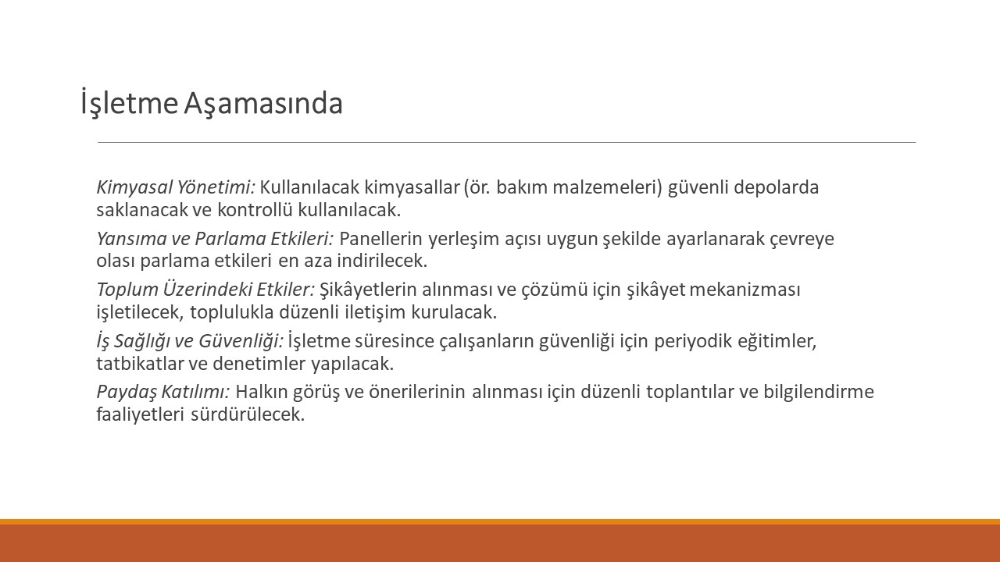 İşletme Aşamasında
Kimyasal Yönetimi: Kullanılacak kimyasallar (ör. bakım malzemeleri) güvenli depolarda
saklanacak ve kontrollü kullanılacak.
Yansıma ve Parlama Etkileri: Panellerin yerleşim açısı uygun şekilde ayarlanarak çevreye
olası parlama etkileri en aza indirilecek.
Toplum Üzerindeki Etkiler: Şikâyetlerin alınması ve çözümü için şikâyet mekanizması
işletilecek, toplulukla düzenli iletişim kurulacak.
İş Sağlığı ve Güvenliği: İşletme süresince çalışanların güvenliği için periyodik eğitimler,
tatbikatlar ve denetimler yapılacak.
Paydaş Katılımı: Halkın görüş ve önerilerinin alınması için düzenli toplantılar ve bilgilendirme
faaliyetleri sürdürülecek.